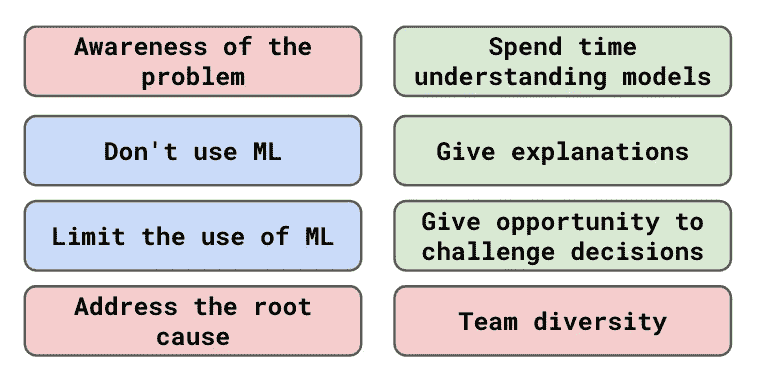 Awareness of the
problem
Spend time
understanding models
Don't use ML
Give explanations
Limit the use of ML
Give opportunity to
challenge decisions
Address the root
cause
Team diversity